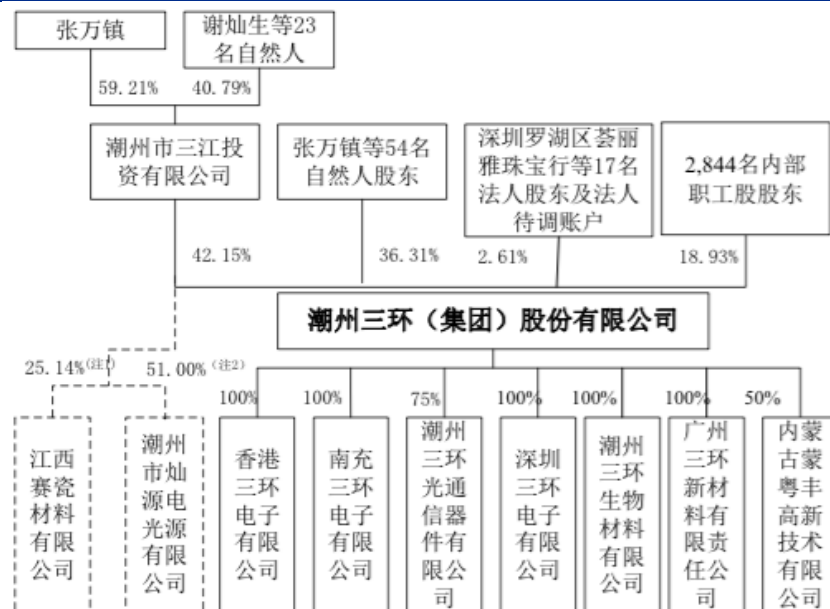 张万镇
谢灿生等23
名自然人
59.21%
40.79%
潮州市三江投
资有限公司
张万镇等54名
自然人股东
深圳罗湖区荟丽
雅珠宝行等17名
法人股东及法人
待调账户
2,844名内部
职工股股东
42.15%
36.31%
2.61%
18.93%
潮州三环（集团）股份有限公司
25.14%(注1)
51.00%(注2)
100%
100%
75%
100%
100%
100%
50%
江西
赛瓷
材料
有限
公司
潮州
市灿
源电
光源
有限
公司
香港
三环
电子
有限
公司
南充
三环
电子
有限
公司
潮州
三环
光通
信器
件有
限公
司
深圳
三环
电子
有限
公司
潮州
三环
生物
材料
有限
公司
广州
三环
新材
料有
限责
任公
司
内蒙
古蒙
粤丰
高新
技术
有限
公司